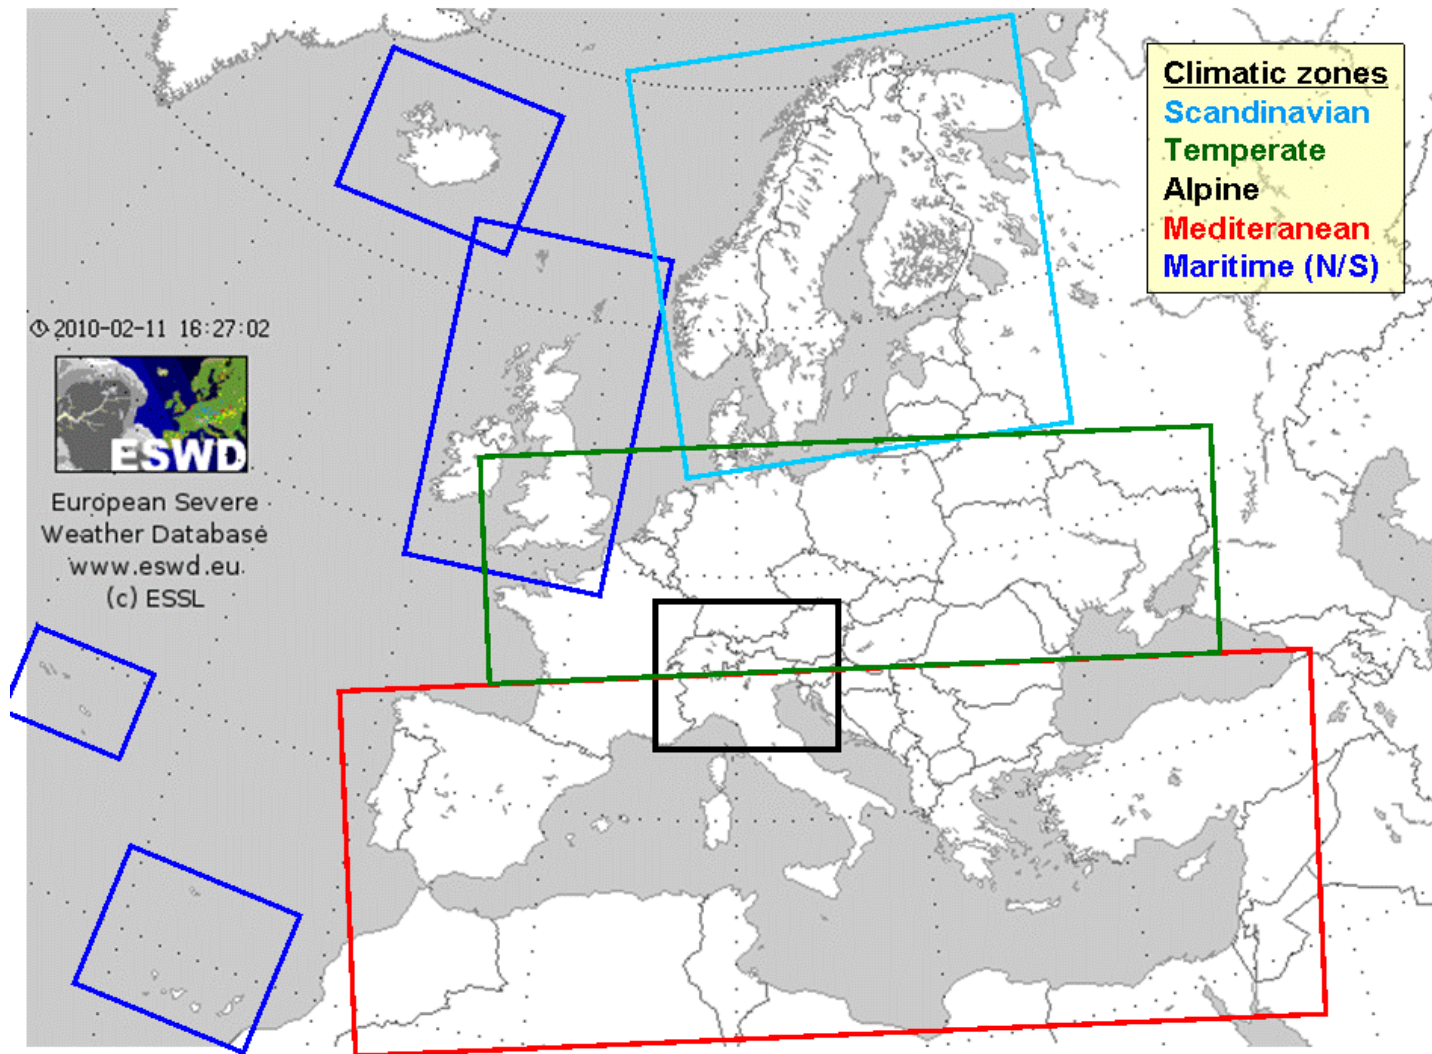 Climatic zones
Scandinavian
Temperate
Alpine
Mediteranean
Maritime (N/S)
2010-02-11 16:27:02
ESWD
European Severe
Weather Database
www.eswd.eu
(c) ESSL